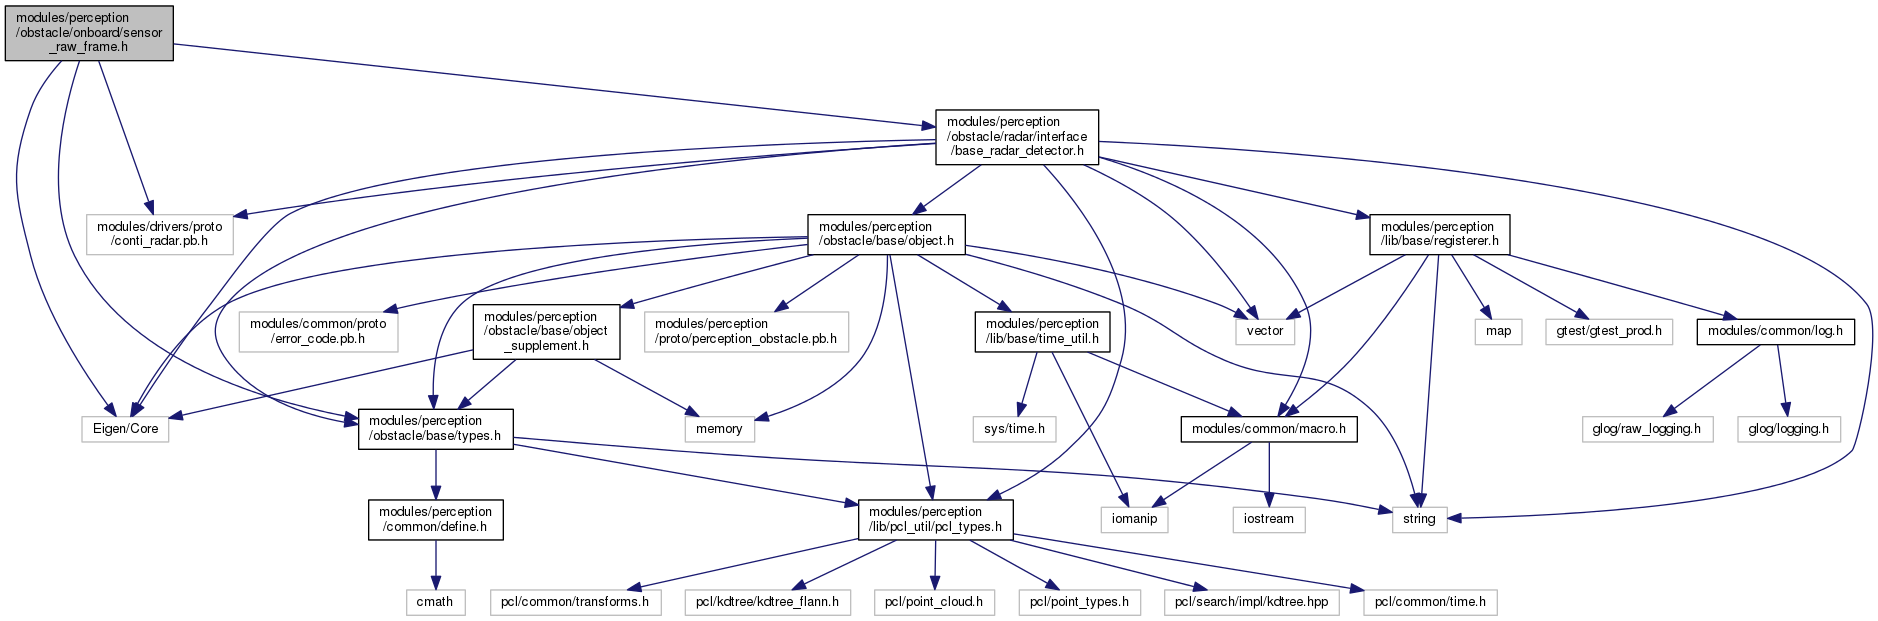 modules/perception
/obstacle/onboard/sensor
_raw_frame.h
modules/perception
/obstacle/radar/interface
/base_radar_detector.h
modules/drivers/proto
/conti_radar.pb.h
modules/perception
/obstacle/base/object.h
modules/perception
/lib/base/registerer.h
modules/common/proto
/error_code.pb.h
modules/perception
/obstacle/base/object
_supplement.h
modules/perception
/proto/perception_obstacle.pb.h
modules/perception
/lib/base/time_util.h
vector
map
gtest/gtest_prod.h
modules/common/log.h
Eigen/Core
modules/perception
/obstacle/base/types.h
memory
sys/time.h
modules/common/macro.h
glog/raw_logging.h
glog/logging.h
modules/perception
/common/define.h
modules/perception
/lib/pcl_util/pcl_types.h
iomanip
iostream
string
cmath
pcl/common/transforms.h
pcl/kdtree/kdtree_flann.h
pcl/point_cloud.h
pcl/point_types.h
pcl/search/impl/kdtree.hpp
pcl/common/time.h